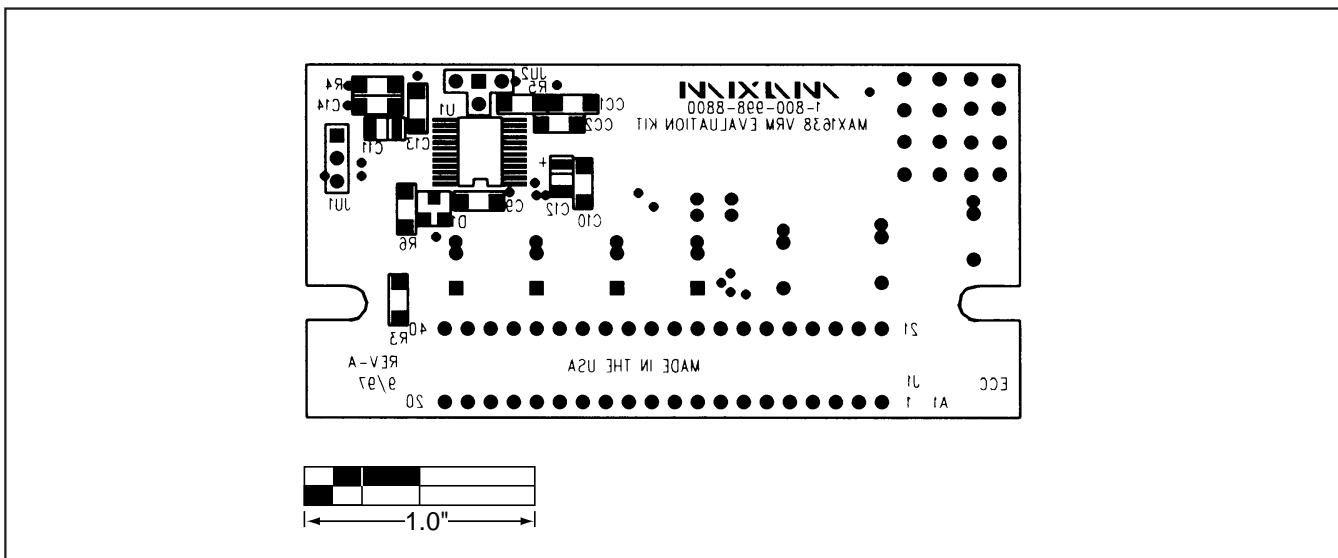 R4
C14
C11
C13
JU1
U1
JU2
R5
CC1
CC2
MAXIM
1-800-998-8800
MAX1638 VRM EVALUATION KIT
+
R6
D1
C9
C12
C10
R3
40
21
REV-A
9/97
MADE IN THE USA
20
J1
1
A1
ECC
1.0"